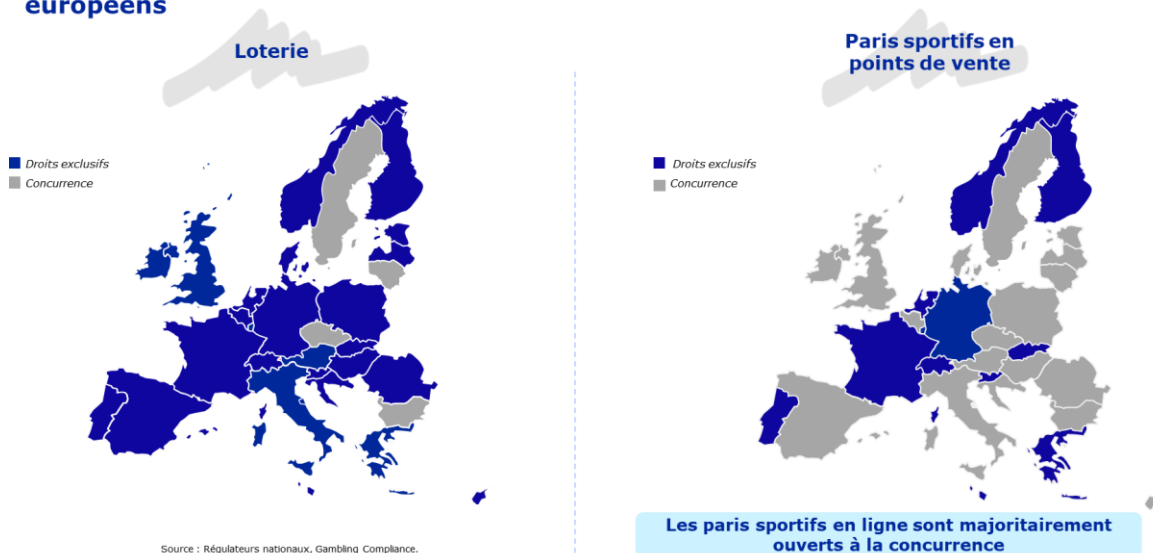 européens
Loterie
Droits exclusifs
Concurrence
Source : Régulateurs nationaux, Gambling Compliance.
Paris sportifs en
points de vente
Droits exclusifs
Concurrence
Les paris sportifs en ligne sont majoritairement
ouverts à la concurrence